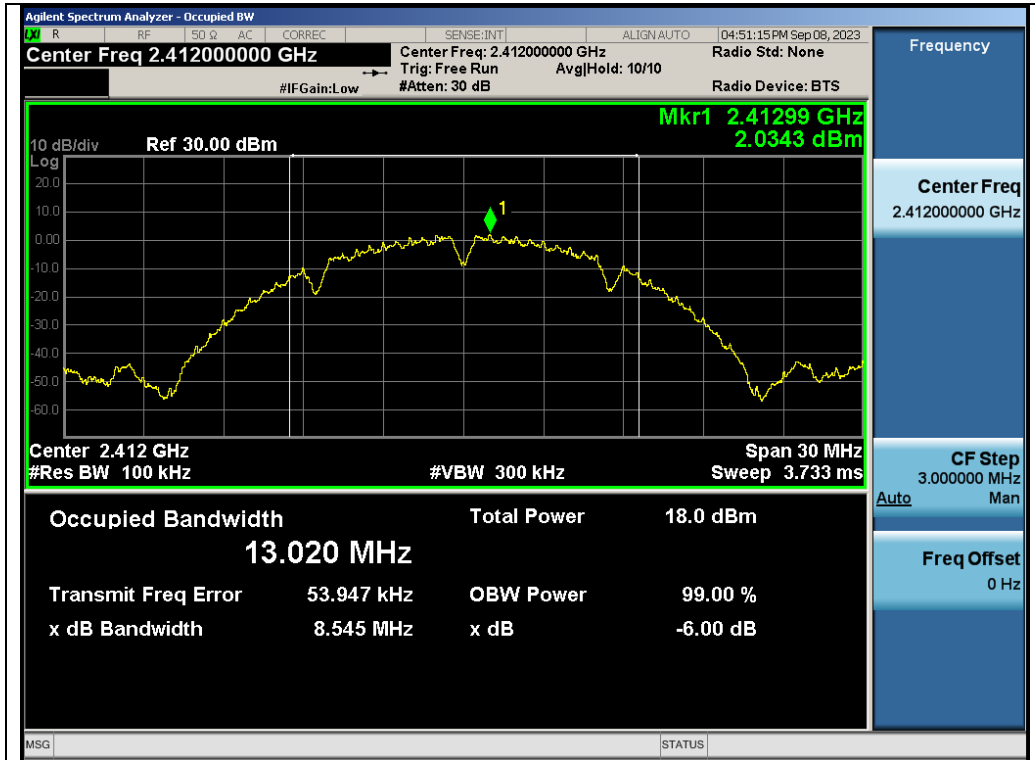 Agilent Spectrum Analyzer - Occupied BW
LXI R RF 50 Ω AC CORREC SENSE:INT ALIGN AUTO 04:51:15 PM Sep 08, 2023
Center Freq 2.412000000 GHz
Center Freq: 2.412000000 GHz
Radio Std: None
Trig: Free Run Avg|Hold: 10/10
#IFGain:Low
#Atten: 30 dB
Radio Device: BTS
Mkr1 2.41299 GHz
2.0343 dBm
10 dB/div Ref 30.00 dBm
Log
20.0
10.0
0.00
-10.0
-20.0
-30.0
-40.0
-50.0
-60.0
1
Center 2.412 GHz
Span 30 MHz
#Res BW 100 kHz
#VBW 300 kHz
Sweep 3.733 ms
Occupied Bandwidth
13.020 MHz
Total Power 18.0 dBm
Transmit Freq Error 53.947 kHz
OBW Power 99.00 %
x dB Bandwidth 8.545 MHz
x dB -6.00 dB
Frequency
Center Freq
2.412000000 GHz
CF Step
3.000000 MHz
Auto Man
Freq Offset
0 Hz
MSG
STATUS